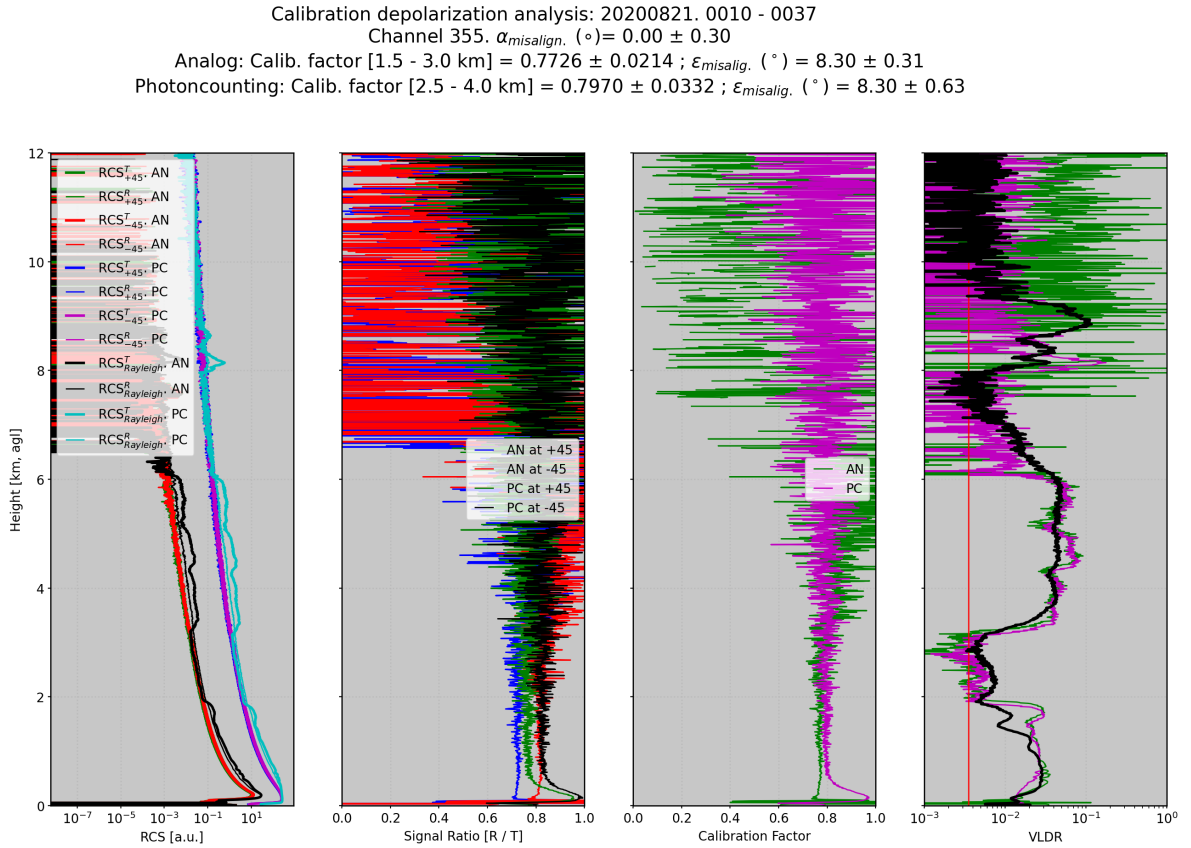 Calibration depolarization analysis: 20200821. 0010 - 0037
Channel 355. α_misalign. (∘)= 0.00 ± 0.30
Analog: Calib. factor [1.5 - 3.0 km] = 0.7726 ± 0.0214 ; ε_misalig. (°) = 8.30 ± 0.31
Photoncounting: Calib. factor [2.5 - 4.0 km] = 0.7970 ± 0.0332 ; ε_misalig. (°) = 8.30 ± 0.63
Height [km, agl]
12
10
8
6
4
2
0
RCS^T_+45, AN
RCS^R_+45, AN
RCS^T_−45, AN
RCS^R_−45, AN
RCS^T_+45, PC
RCS^R_+45, PC
RCS^T_−45, PC
RCS^R_−45, PC
RCS^T_Rayleigh, AN
RCS^R_Rayleigh, AN
RCS^T_Rayleigh, PC
RCS^R_Rayleigh, PC
10^−7 10^−5 10^−3 10^−1 10^1
RCS [a.u.]
AN at +45
AN at -45
PC at +45
PC at -45
0.0 0.2 0.4 0.6 0.8 1.0
Signal Ratio [R / T]
AN
PC
0.0 0.2 0.4 0.6 0.8 1.0
Calibration Factor
10^−3 10^−2 10^−1 10^0
VLDR